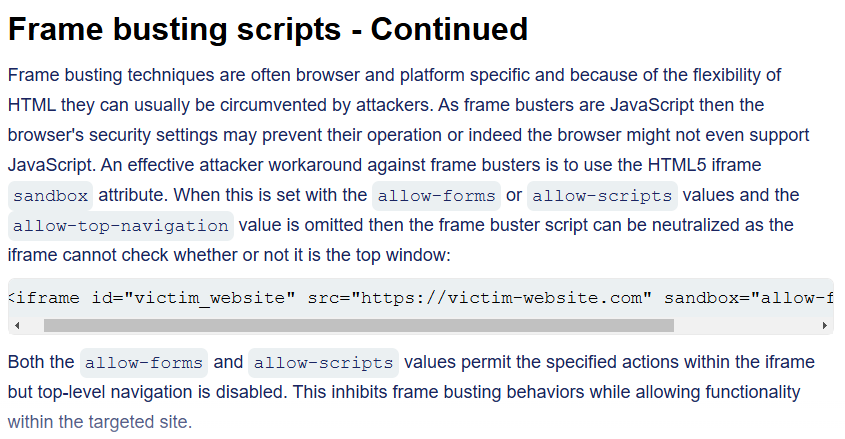 Frame busting scripts - Continued
Frame busting techniques are often browser and platform specific and because of the flexibility of
HTML they can usually be circumvented by attackers. As frame busters are JavaScript then the
browser's security settings may prevent their operation or indeed the browser might not even support
JavaScript. An effective attacker workaround against frame busters is to use the HTML5 iframe
sandbox attribute. When this is set with the allow-forms or allow-scripts values and the
allow-top-navigation value is omitted then the frame buster script can be neutralized as the
iframe cannot check whether or not it is the top window:
<iframe id="victim_website" src="https://victim-website.com" sandbox="allow-f
Both the allow-forms and allow-scripts values permit the specified actions within the iframe
but top-level navigation is disabled. This inhibits frame busting behaviors while allowing functionality
within the targeted site.